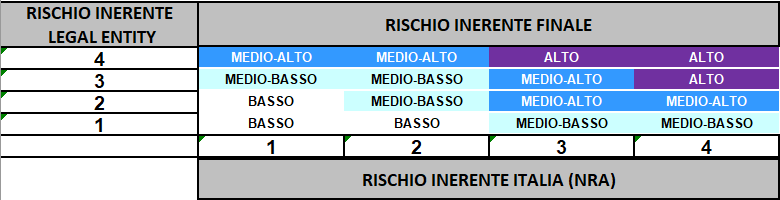 RISCHIO INERENTE
LEGAL ENTITY
RISCHIO INERENTE FINALE
4 MEDIO-ALTO MEDIO-ALTO ALTO ALTO
3 MEDIO-BASSO MEDIO-BASSO MEDIO-ALTO ALTO
2 BASSO MEDIO-BASSO MEDIO-ALTO MEDIO-ALTO
1 BASSO BASSO MEDIO-BASSO MEDIO-BASSO
1 2 3 4
RISCHIO INERENTE ITALIA (NRA)